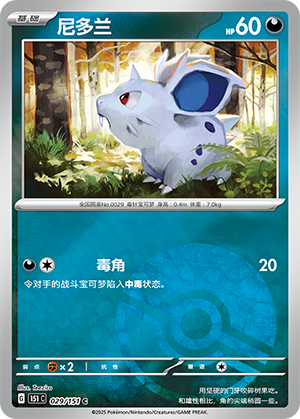 基础
尼多兰
HP60
全国图鉴No.0029 毒针宝可梦 身高:0.4m 体重:7.0kg
毒角
20
令对手的战斗宝可梦陷入中毒状态。
弱点 ×2 抵抗力 撤退
Illus. Teeziro
用坚硬的门牙咬碎树果。
和雄性相比,角的尖端稍微圆一些。
G 151 C 029/151 C
©2025 Pokémon/Nintendo/Creatures/GAME FREAK.